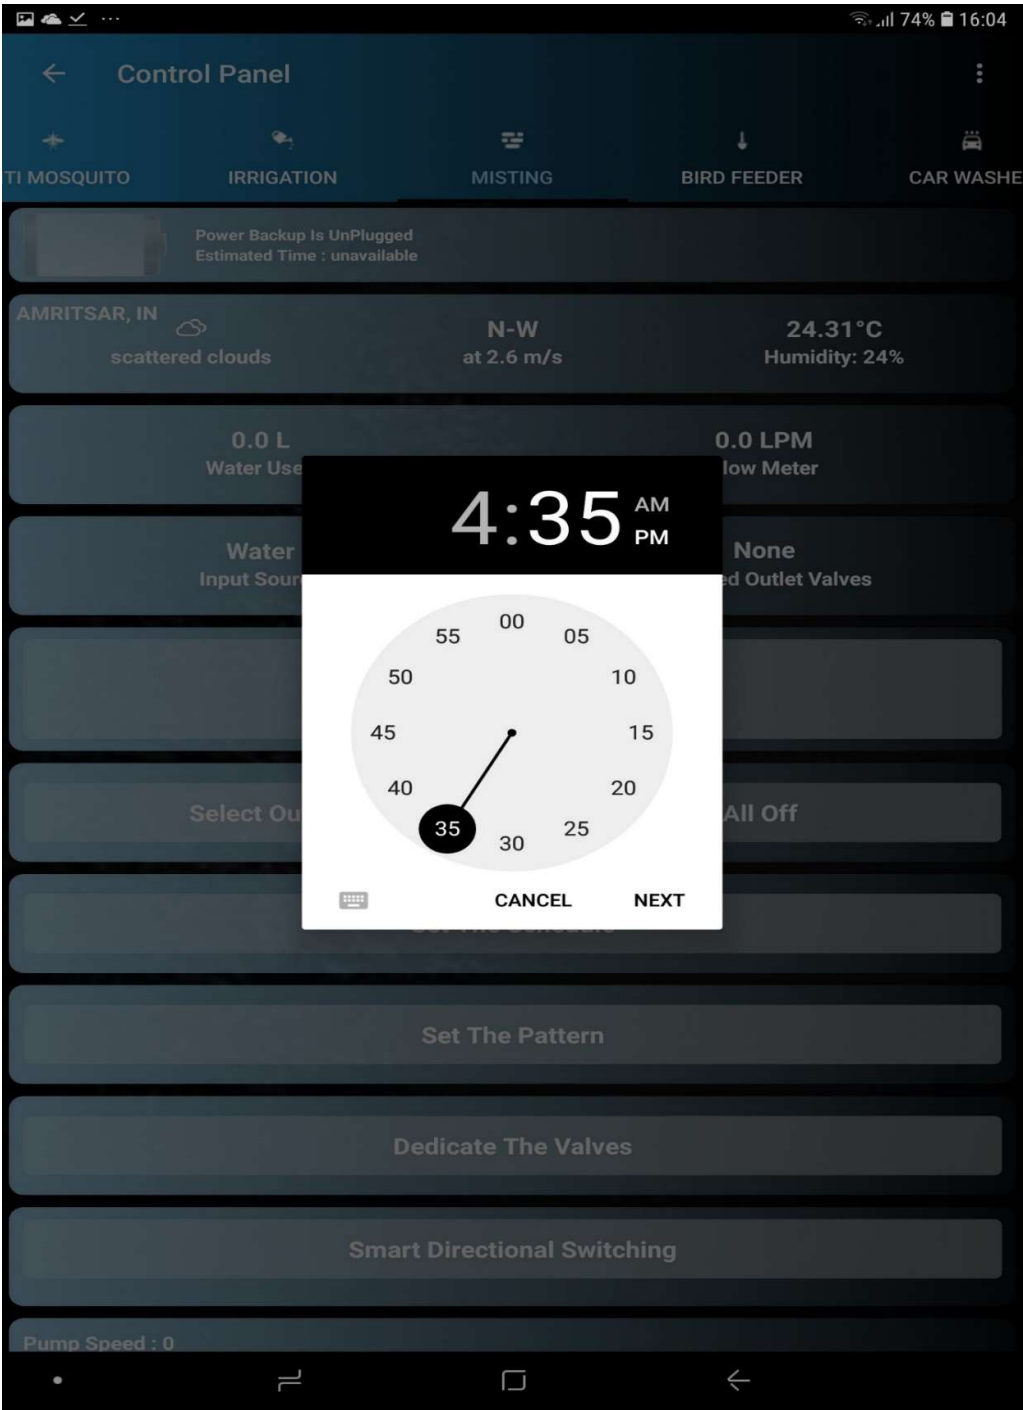 74% 16:04
Control Panel
TI MOSQUITO IRRIGATION MISTING BIRD FEEDER CAR WASHE
Power Backup Is UnPlugged
Estimated Time : unavailable
AMRITSAR, IN
scattered clouds
N-W
at 2.6 m/s
24.31°C
Humidity: 24%
0.0 L
Water Use
0.0 LPM
low Meter
Water
Input Sour
None
ed Outlet Valves
4:35 AM
PM
00
55 05
50 10
45 15
40 20
35 25
30
CANCEL NEXT
Select Ou
All Off
Set The Schedule
Set The Pattern
Dedicate The Valves
Smart Directional Switching
Pump Speed : 0